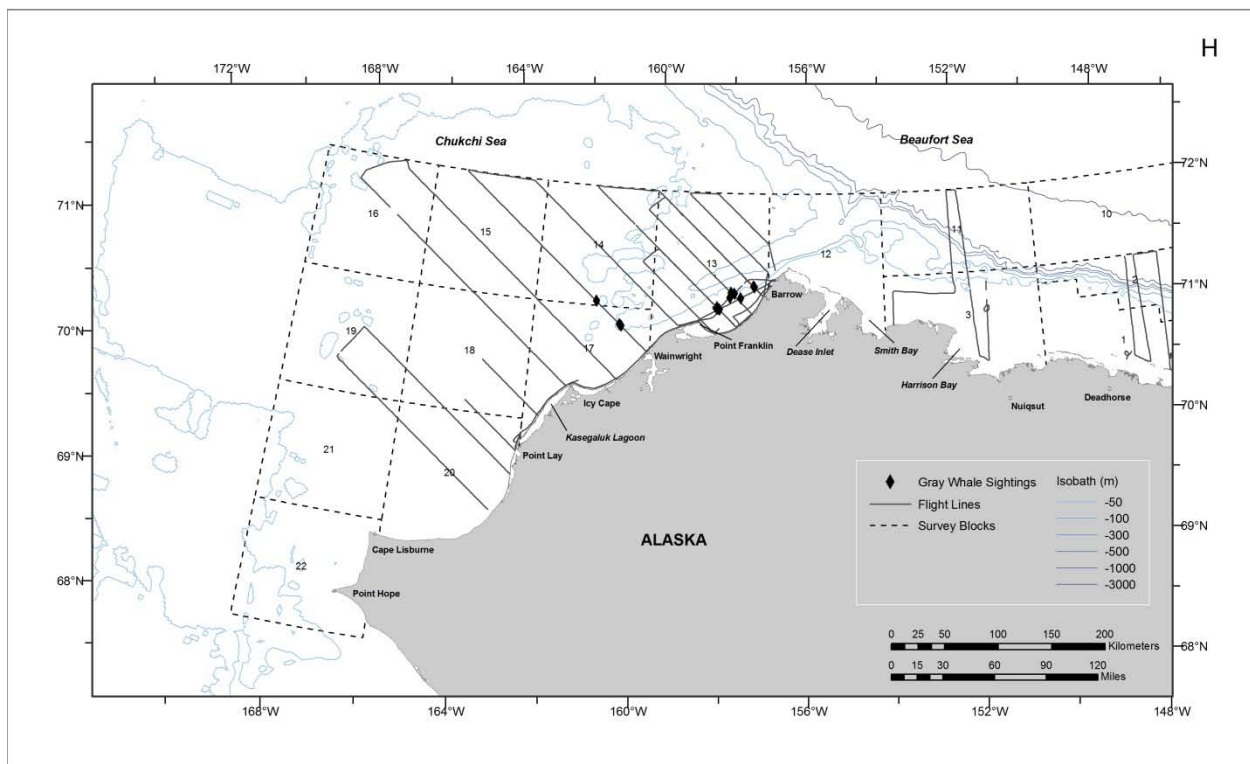 H
172°W 168°W 164°W 160°W 156°W 152°W 148°W
Chukchi Sea
Beaufort Sea
72°N
71°N
16
15
14
13
12
11
10
2
71°N
Barrow
3
1
19
18
17
70°N
Point Franklin
Wainwright
Dease Inlet
Smith Bay
Harrison Bay
Icy Cape
Nuiqsut
Deadhorse
70°N
Kasegaluk Lagoon
Point Lay
21
20
69°N
Gray Whale Sightings
Flight Lines
Survey Blocks
Isobath (m)
-50
-100
-300
-500
-1000
-3000
69°N
ALASKA
Cape Lisburne
22
Point Hope
68°N
0 25 50 100 150 200
Kilometers
0 15 30 60 90 120
Miles
68°N
168°W 164°W 160°W 156°W 152°W 148°W